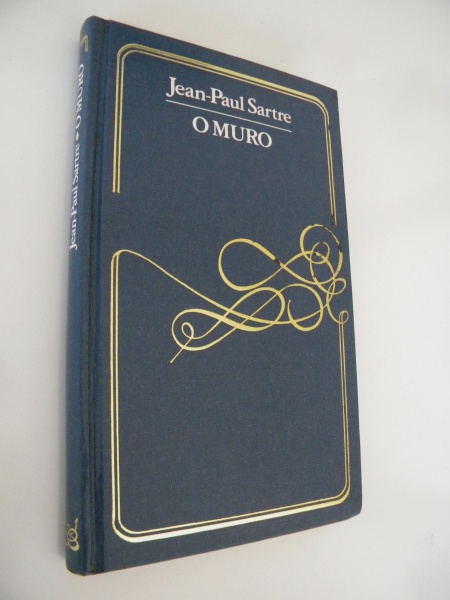 Jean-Paul Sartre
O MURO
Jean-Paul Sartre • O MURO